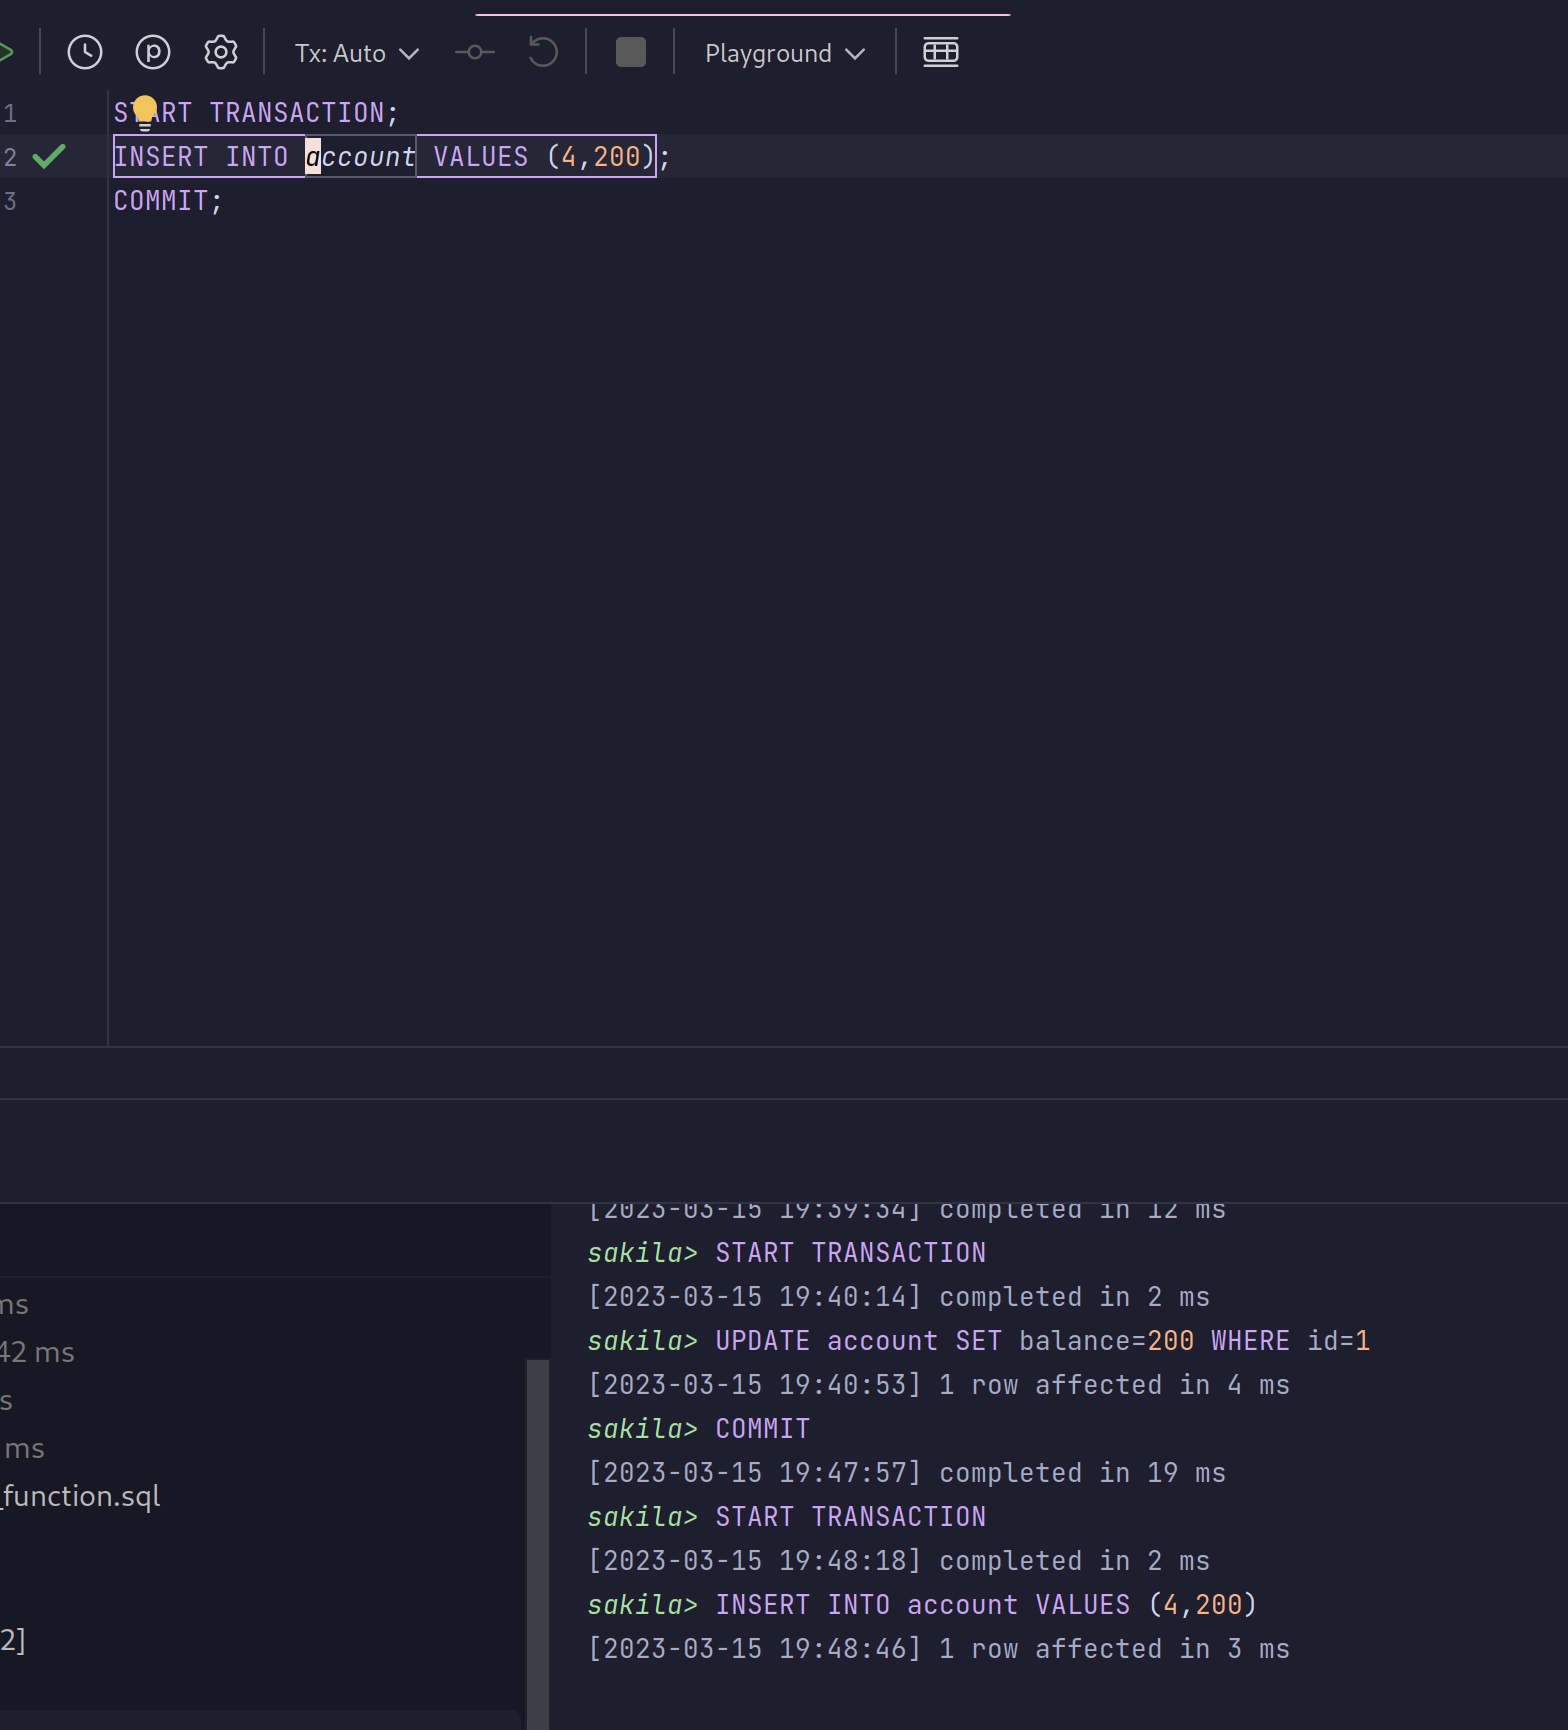 Tx: Auto Playground
1 START TRANSACTION;
2 INSERT INTO account VALUES (4,200);
3 COMMIT;
ms
42 ms
s
ms
_function.sql
2]
[2023-03-15 19:39:34] completed in 12 ms
sakila> START TRANSACTION
[2023-03-15 19:40:14] completed in 2 ms
sakila> UPDATE account SET balance=200 WHERE id=1
[2023-03-15 19:40:53] 1 row affected in 4 ms
sakila> COMMIT
[2023-03-15 19:47:57] completed in 19 ms
sakila> START TRANSACTION
[2023-03-15 19:48:18] completed in 2 ms
sakila> INSERT INTO account VALUES (4,200)
[2023-03-15 19:48:46] 1 row affected in 3 ms